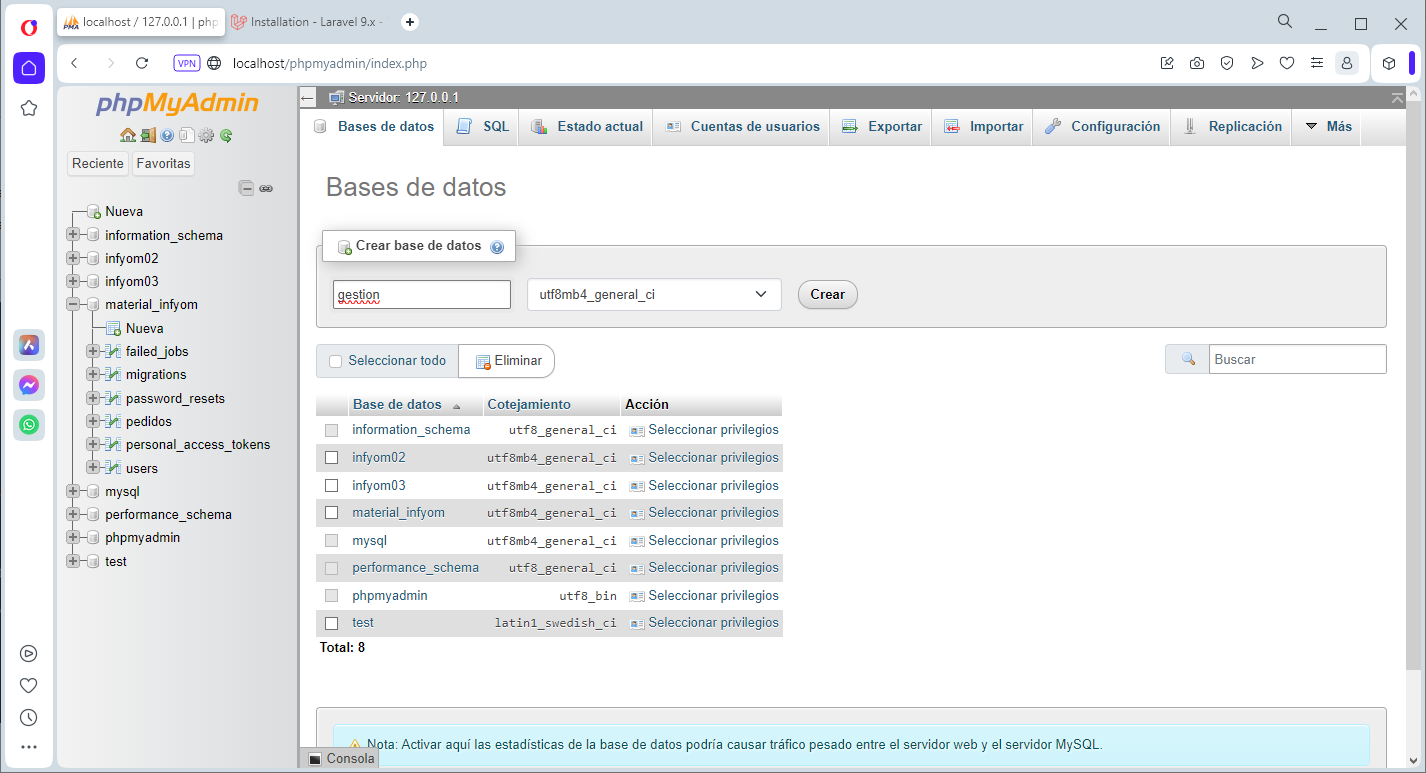 localhost / 127.0.0.1 | php
Installation - Laravel 9.x -
VPN
localhost/phpmyadmin/index.php
phpMyAdmin
Reciente
Favoritas
Nueva
information_schema
infyom02
infyom03
material_infyom
Nueva
failed_jobs
migrations
password_resets
pedidos
personal_access_tokens
users
mysql
performance_schema
phpmyadmin
test
Servidor: 127.0.0.1
Bases de datos SQL Estado actual Cuentas de usuarios Exportar Importar Configuración Replicación Más
Bases de datos
Crear base de datos
gestion utf8mb4_general_ci Crear
Seleccionar todo Eliminar Buscar
Base de datos Cotejamiento Acción
information_schema utf8_general_ci Seleccionar privilegios
infyom02 utf8mb4_general_ci Seleccionar privilegios
infyom03 utf8mb4_general_ci Seleccionar privilegios
material_infyom utf8mb4_general_ci Seleccionar privilegios
mysql utf8mb4_general_ci Seleccionar privilegios
performance_schema utf8_general_ci Seleccionar privilegios
phpmyadmin utf8_bin Seleccionar privilegios
test latin1_swedish_ci Seleccionar privilegios
Total: 8
Nota: Activar aquí las estadísticas de la base de datos podría causar tráfico pesado entre el servidor web y el servidor MySQL.
Consola